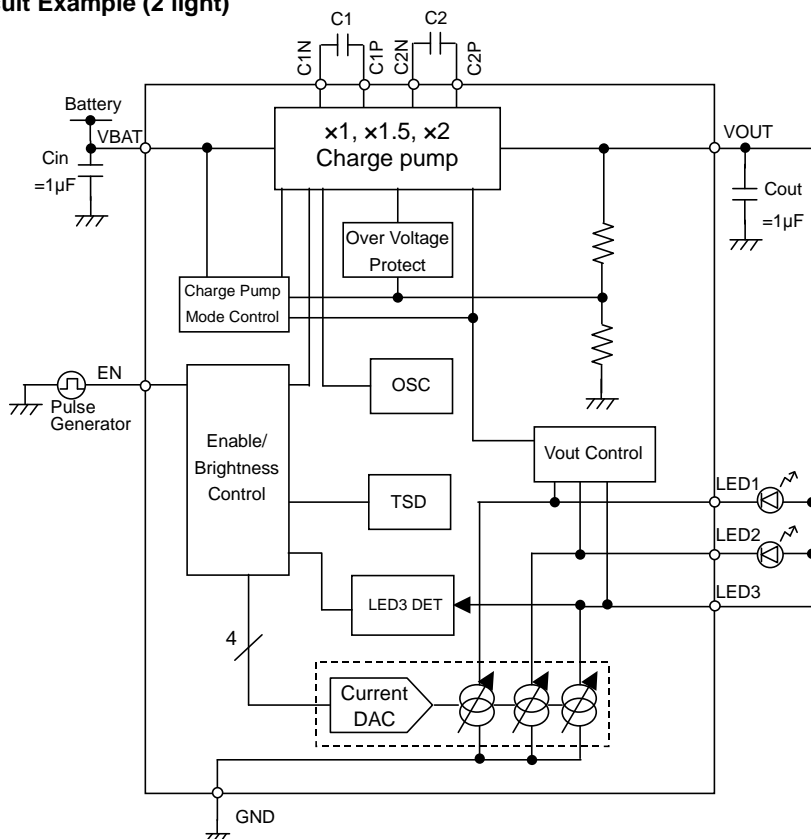 uit Example (2 light)
C1
C2
C1N
C1P
C2N
C2P
Battery
VBAT
Cin
=1µF
×1, ×1.5, ×2
Charge pump
VOUT
Cout
=1µF
Over Voltage
Protect
Charge Pump
Mode Control
EN
Pulse
Generator
OSC
Enable/
Brightness
Control
Vout Control
TSD
LED1
LED2
LED3
LED3 DET
4
Current
DAC
GND